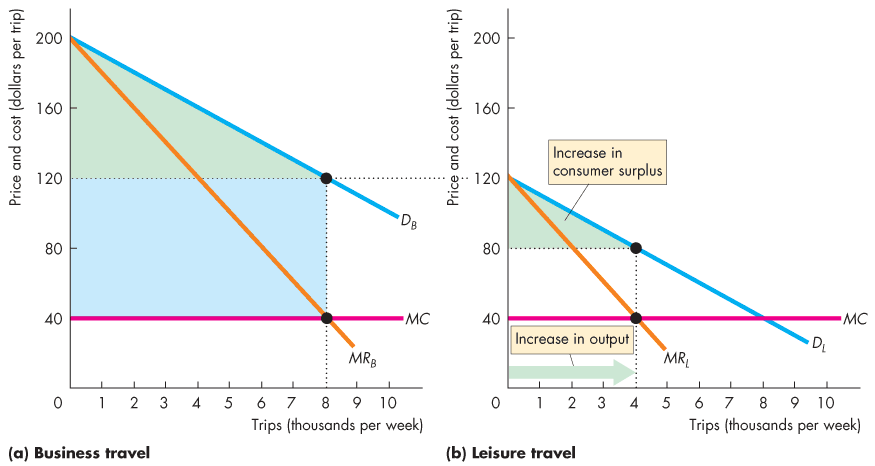 Price and cost (dollars per trip)
200
160
120
80
40
0
1
2
3
4
5
6
7
8
9
10
D_B
MC
MR_B
Trips (thousands per week)
(a) Business travel
Price and cost (dollars per trip)
200
160
120
80
40
0
1
2
3
4
5
6
7
8
9
10
Increase in
consumer surplus
MC
D_L
Increase in output
MR_L
Trips (thousands per week)
(b) Leisure travel